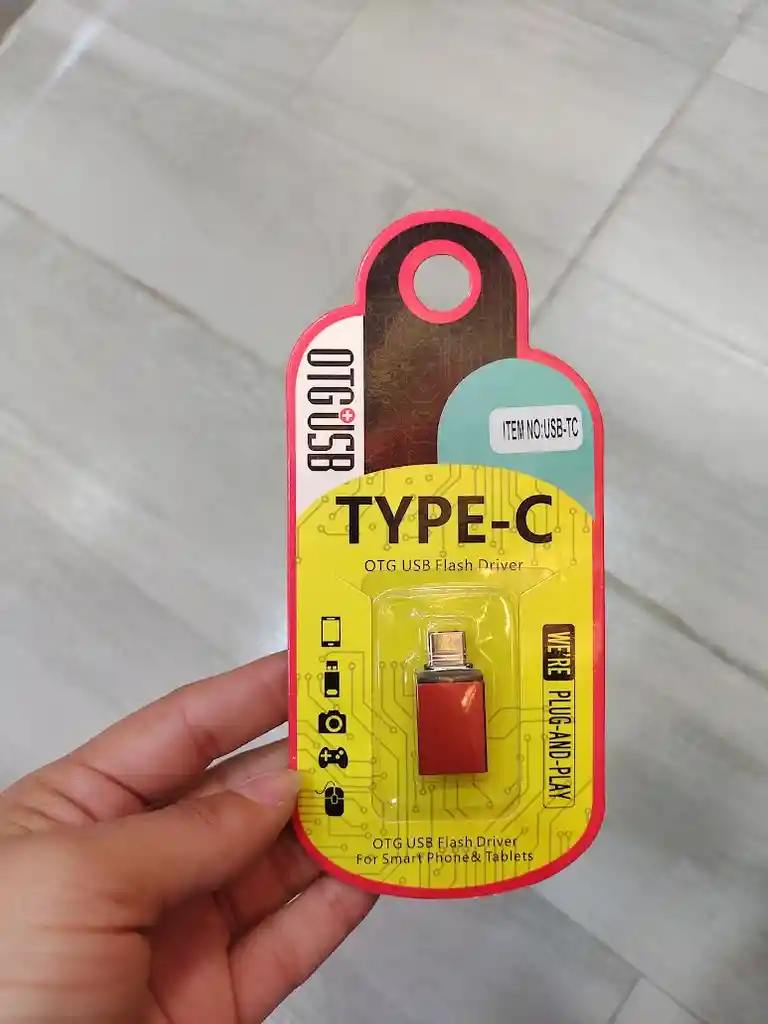 OTG+USB
ITEM NO:USB-TC
TYPE-C
OTG USB Flash Driver
WE'RE PLUG-AND-PLAY
OTG USB Flash Driver
For Smart Phone& Tablets